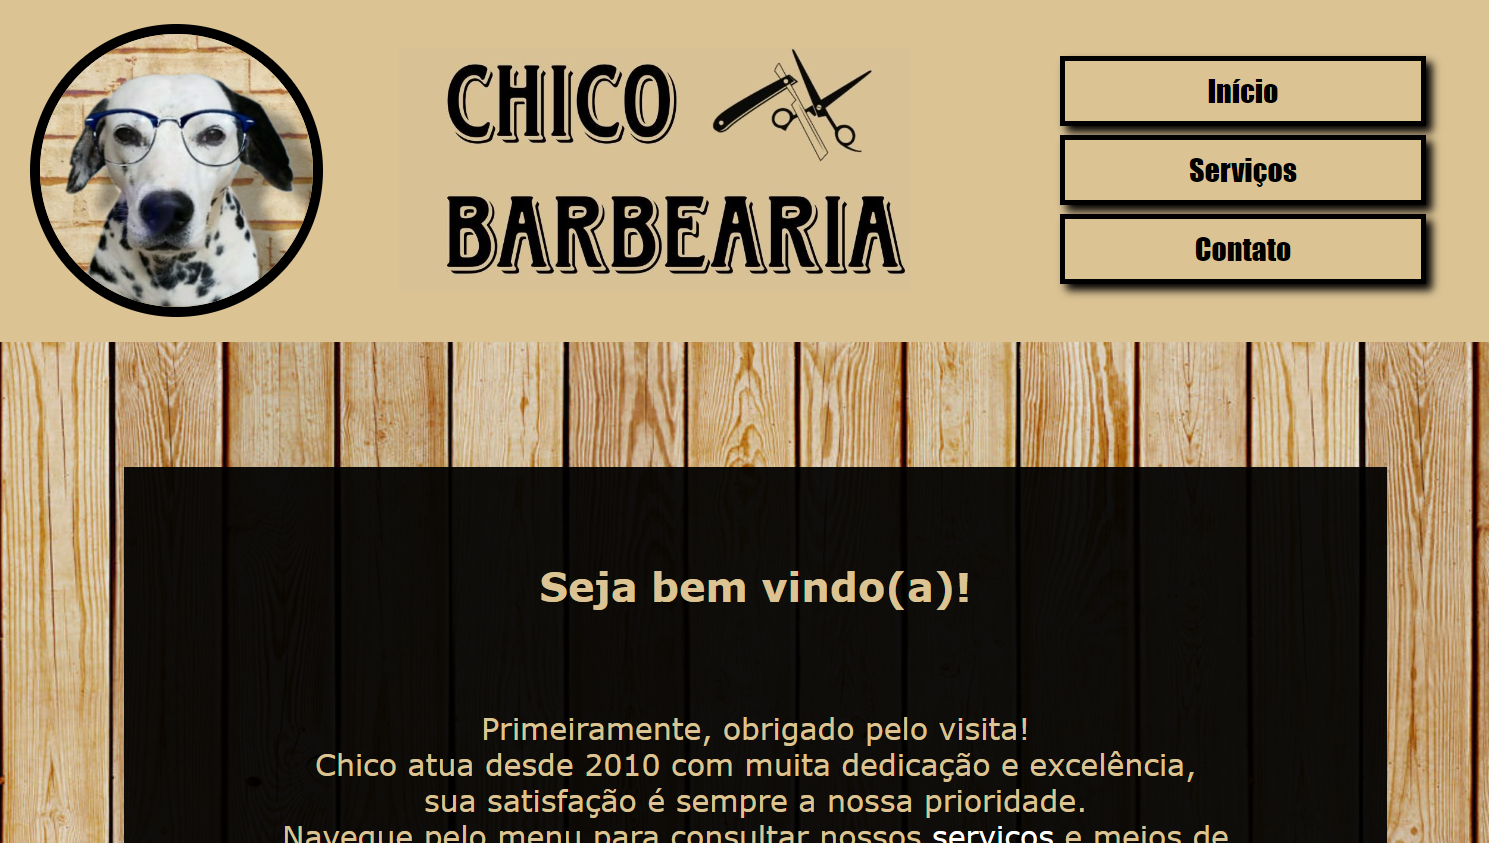 CHICO
BARBEARIA
Início
Serviços
Contato
Seja bem vindo(a)!
Primeiramente, obrigado pelo visita!
Chico atua desde 2010 com muita dedicação e excelência,
sua satisfação é sempre a nossa prioridade.
Navegue pelo menu para consultar nossos serviços e meios de